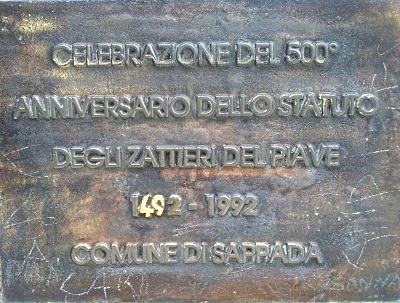 CELEBRAZIONE DEL 500°
ANNIVERSARIO DELLO STATUTO
DEGLI ZATTIERI DEL PIAVE
1492 - 1992
COMUNE DI SAPPADA